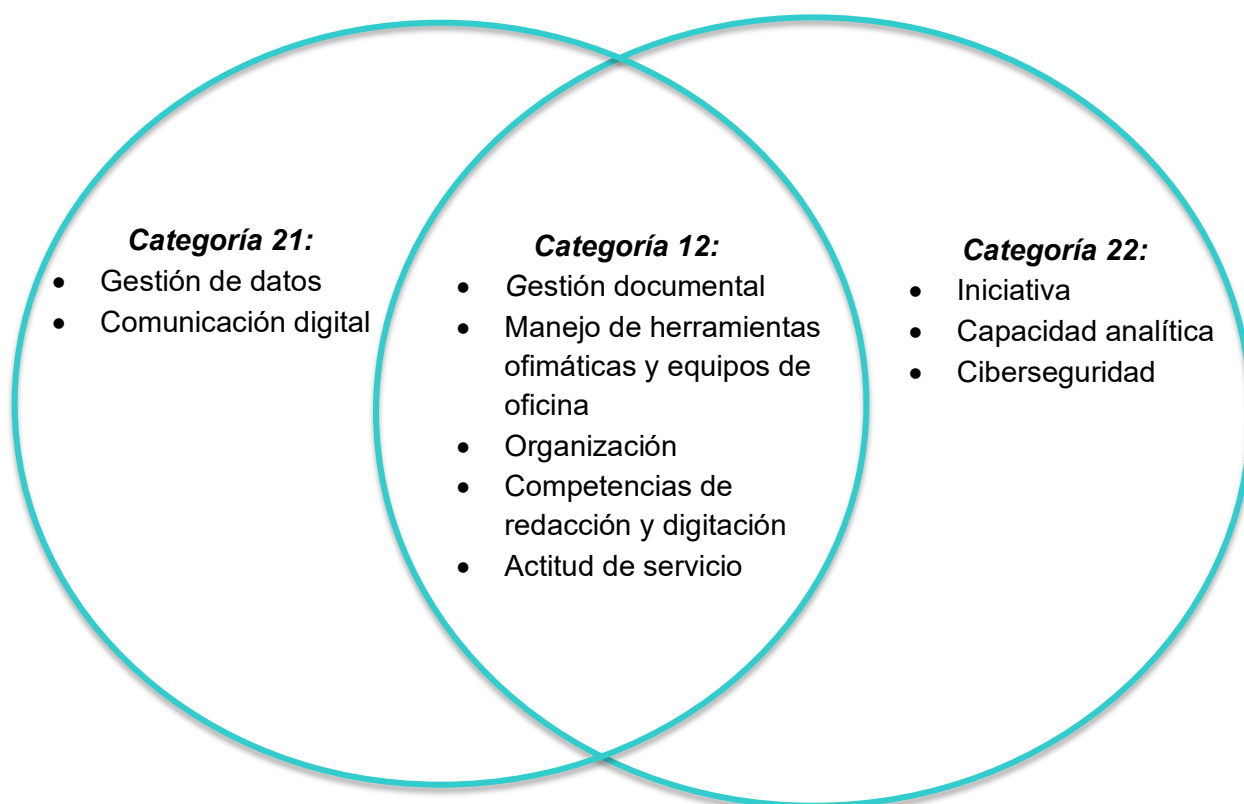 Categoría 21:
• Gestión de datos
• Comunicación digital
Categoría 12:
• Gestión documental
• Manejo de herramientas
ofimáticas y equipos de
oficina
• Organización
• Competencias de
redacción y digitación
• Actitud de servicio
Categoría 22:
• Iniciativa
• Capacidad analítica
• Ciberseguridad